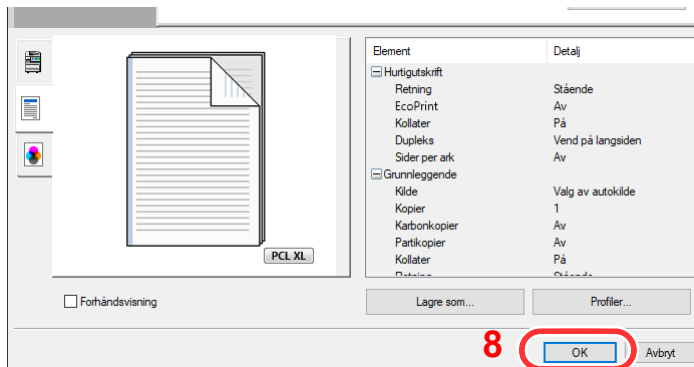 Element Detalj
Hurtigutskrift
Retning Stående
EcoPrint Av
Kollater På
Dupleks Vend på langsiden
Sider per ark Av
Grunnleggende
Kilde Valg av autokilde
Kopier 1
Karbonkopier Av
Partikopier Av
Kollater På
Retning Stående
PCL XL
Forhåndsvisning Lagre som... Profiler...
8 OK Avbryt